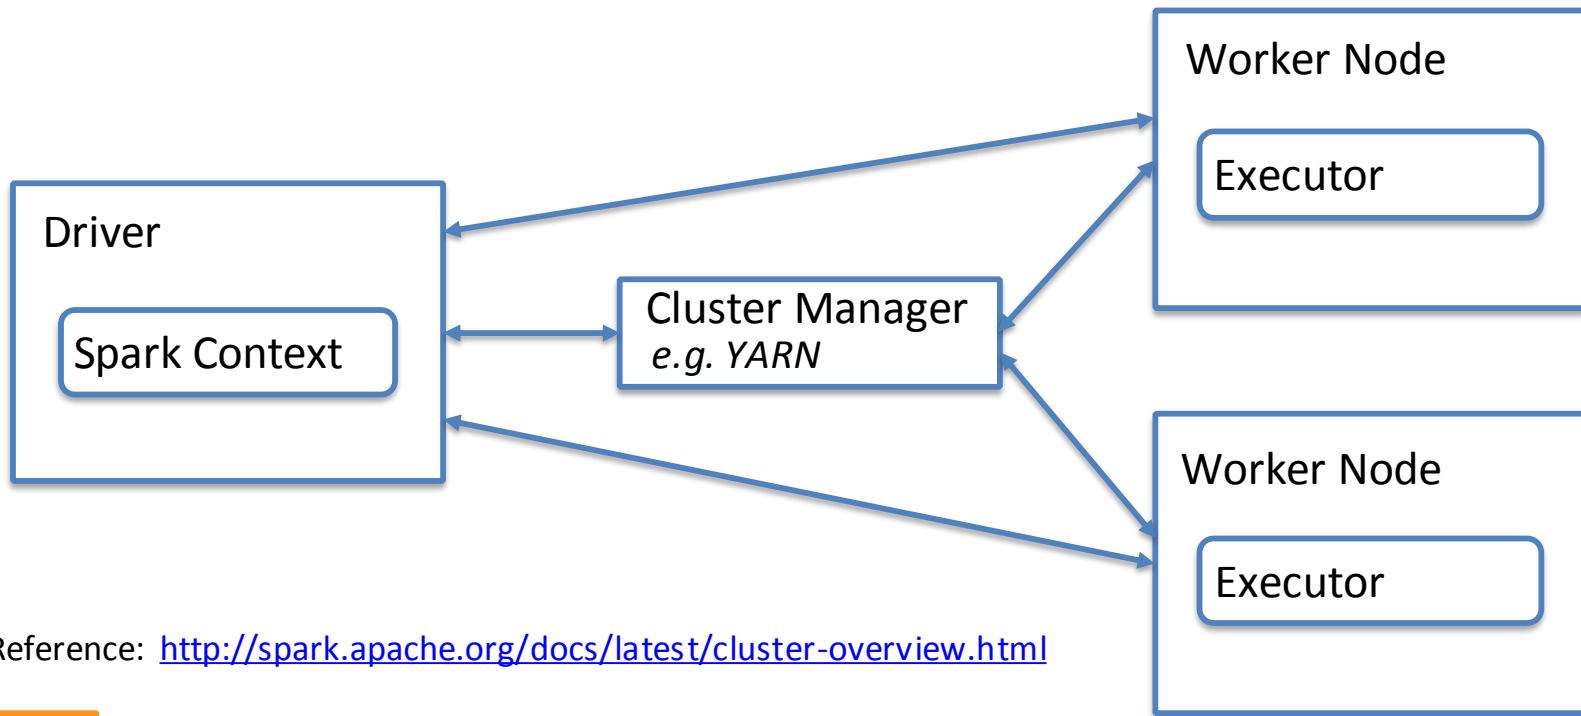 Worker Node
Executor
Driver
Spark Context
Cluster Manager
e.g. YARN
Worker Node
Executor
Reference: http://spark.apache.org/docs/latest/cluster-overview.html